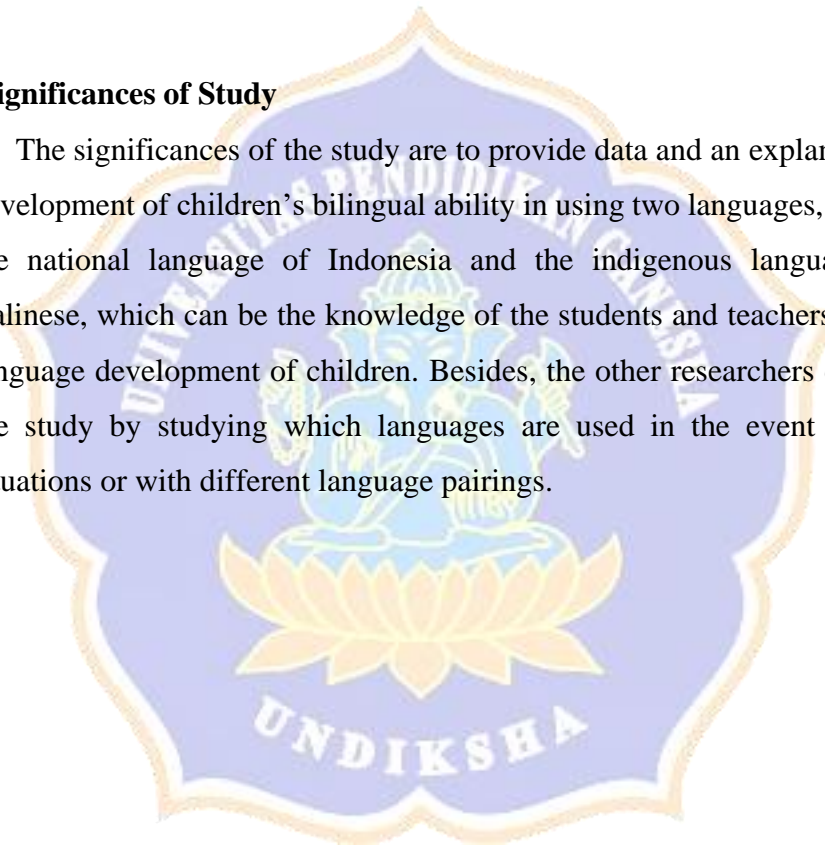 ignificances of Study
The significances of the study are to provide data and an explan
velopment of children's bilingual ability in using two languages,
e national language of Indonesia and the indigenous langua
alinese, which can be the knowledge of the students and teachers
nguage development of children. Besides, the other researchers
e study by studying which languages are used in the event
uations or with different language pairings.
UNIVERSITAS PENDIDIKAN GANESHA
UNDIKSHA